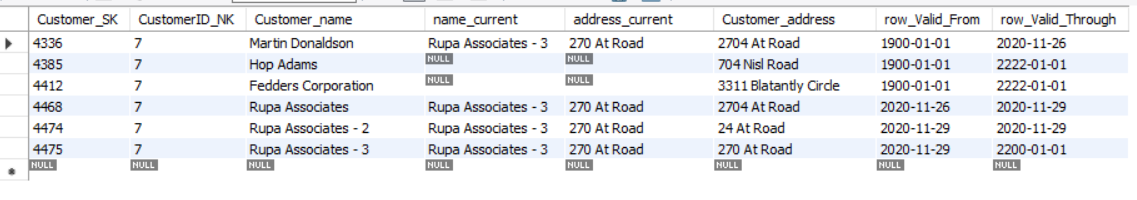 Customer_SK CustomerID_NK Customer_name name_current address_current Customer_address row_Valid_From row_Valid_Through
4336 7 Martin Donaldson Rupa Associates - 3 270 At Road 2704 At Road 1900-01-01 2020-11-26
4385 7 Hop Adams NULL NULL 704 Nisl Road 1900-01-01 2222-01-01
4412 7 Fedders Corporation NULL NULL 3311 Blatantly Circle 1900-01-01 2222-01-01
4468 7 Rupa Associates Rupa Associates - 3 270 At Road 2704 At Road 2020-11-26 2020-11-29
4474 7 Rupa Associates - 2 Rupa Associates - 3 270 At Road 24 At Road 2020-11-29 2020-11-29
4475 7 Rupa Associates - 3 Rupa Associates - 3 270 At Road 270 At Road 2020-11-29 2200-01-01
NULL NULL NULL NULL NULL NULL NULL NULL